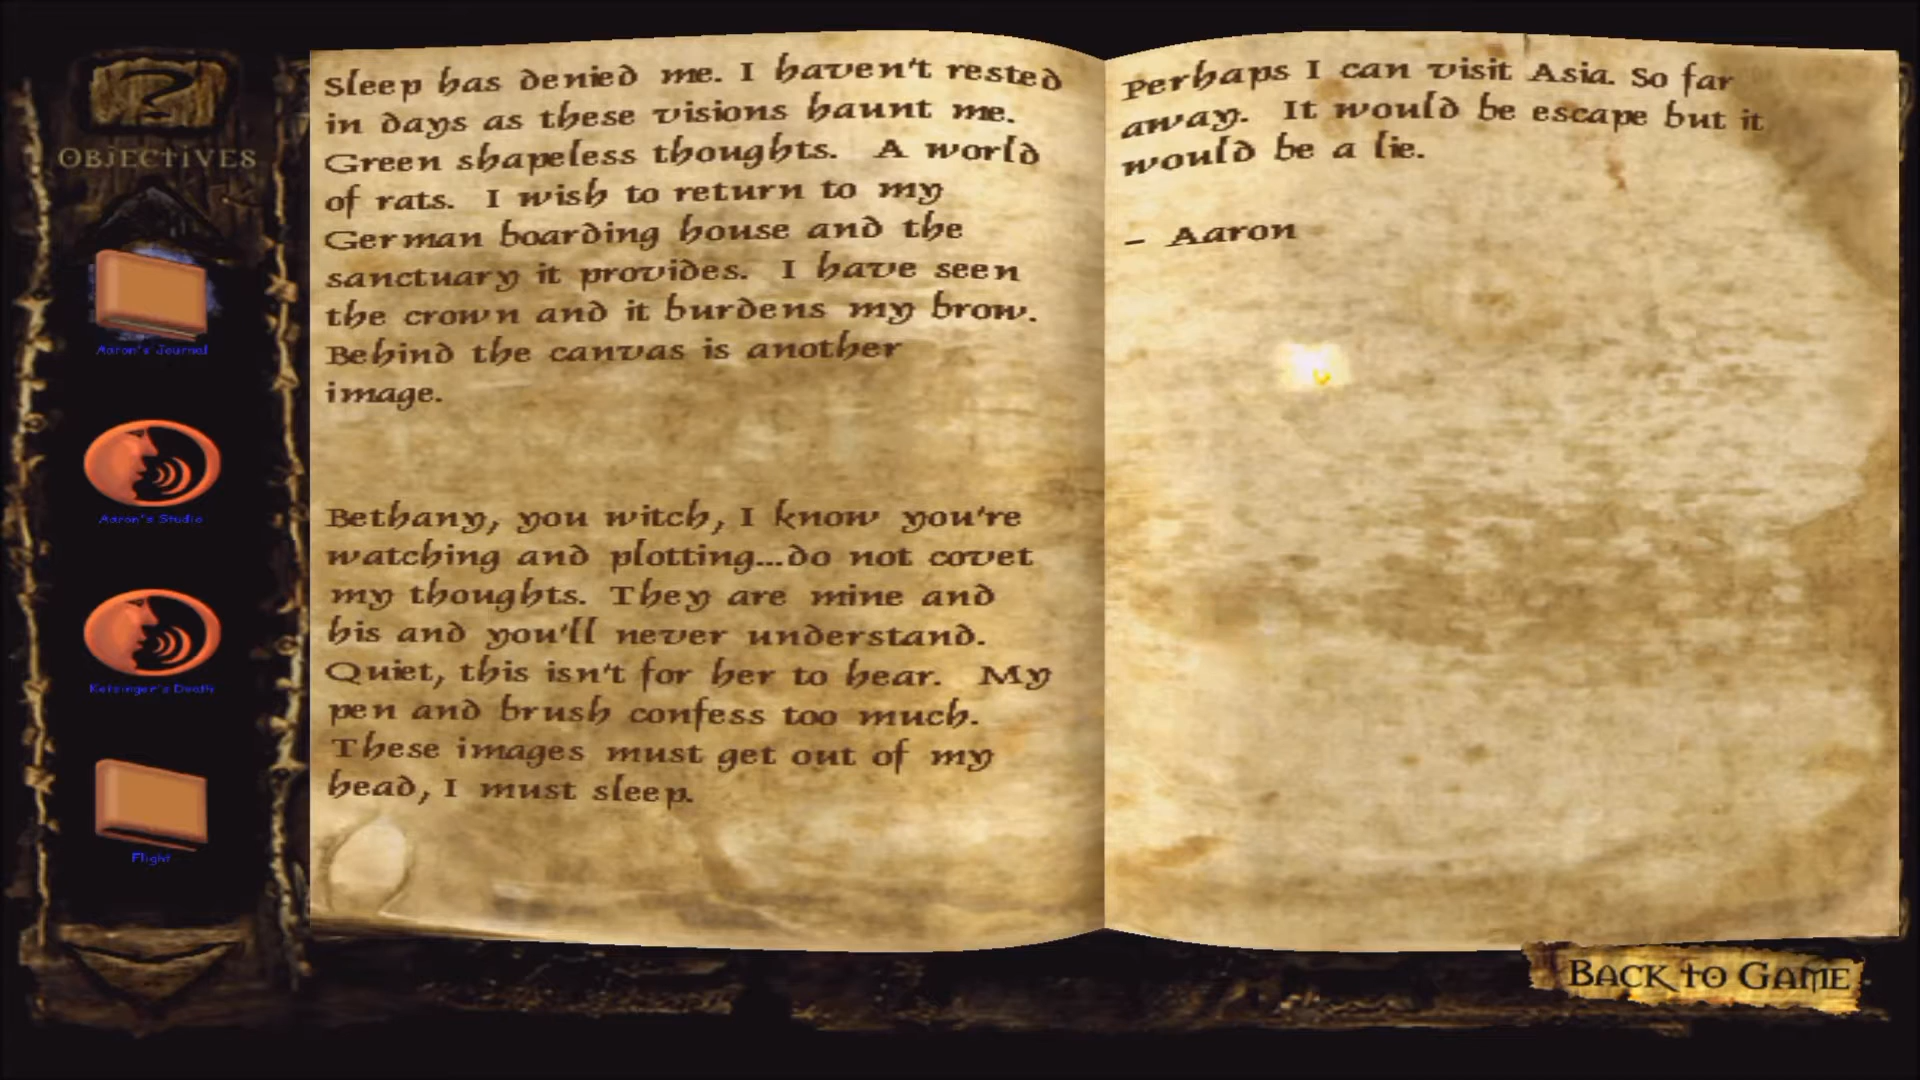 OBJECTIVES
Aaron's Journal
Aaron's Studio
Keisinger's Death
Flight
Sleep has denied me. I haven't rested
in days as these visions haunt me.
Green shapeless thoughts. A world
of rats. I wish to return to my
German boarding house and the
sanctuary it provides. I have seen
the crown and it burdens my brow.
Behind the canvas is another
image.
Bethany, you witch, I know you're
watching and plotting...do not covet
my thoughts. They are mine and
his and you'll never understand.
Quiet, this isn't for her to hear. My
pen and brush confess too much.
These images must get out of my
head, I must sleep.
Perhaps I can visit Asia. So far
away. It would be escape but it
would be a lie.
- Aaron
BACK TO GAME